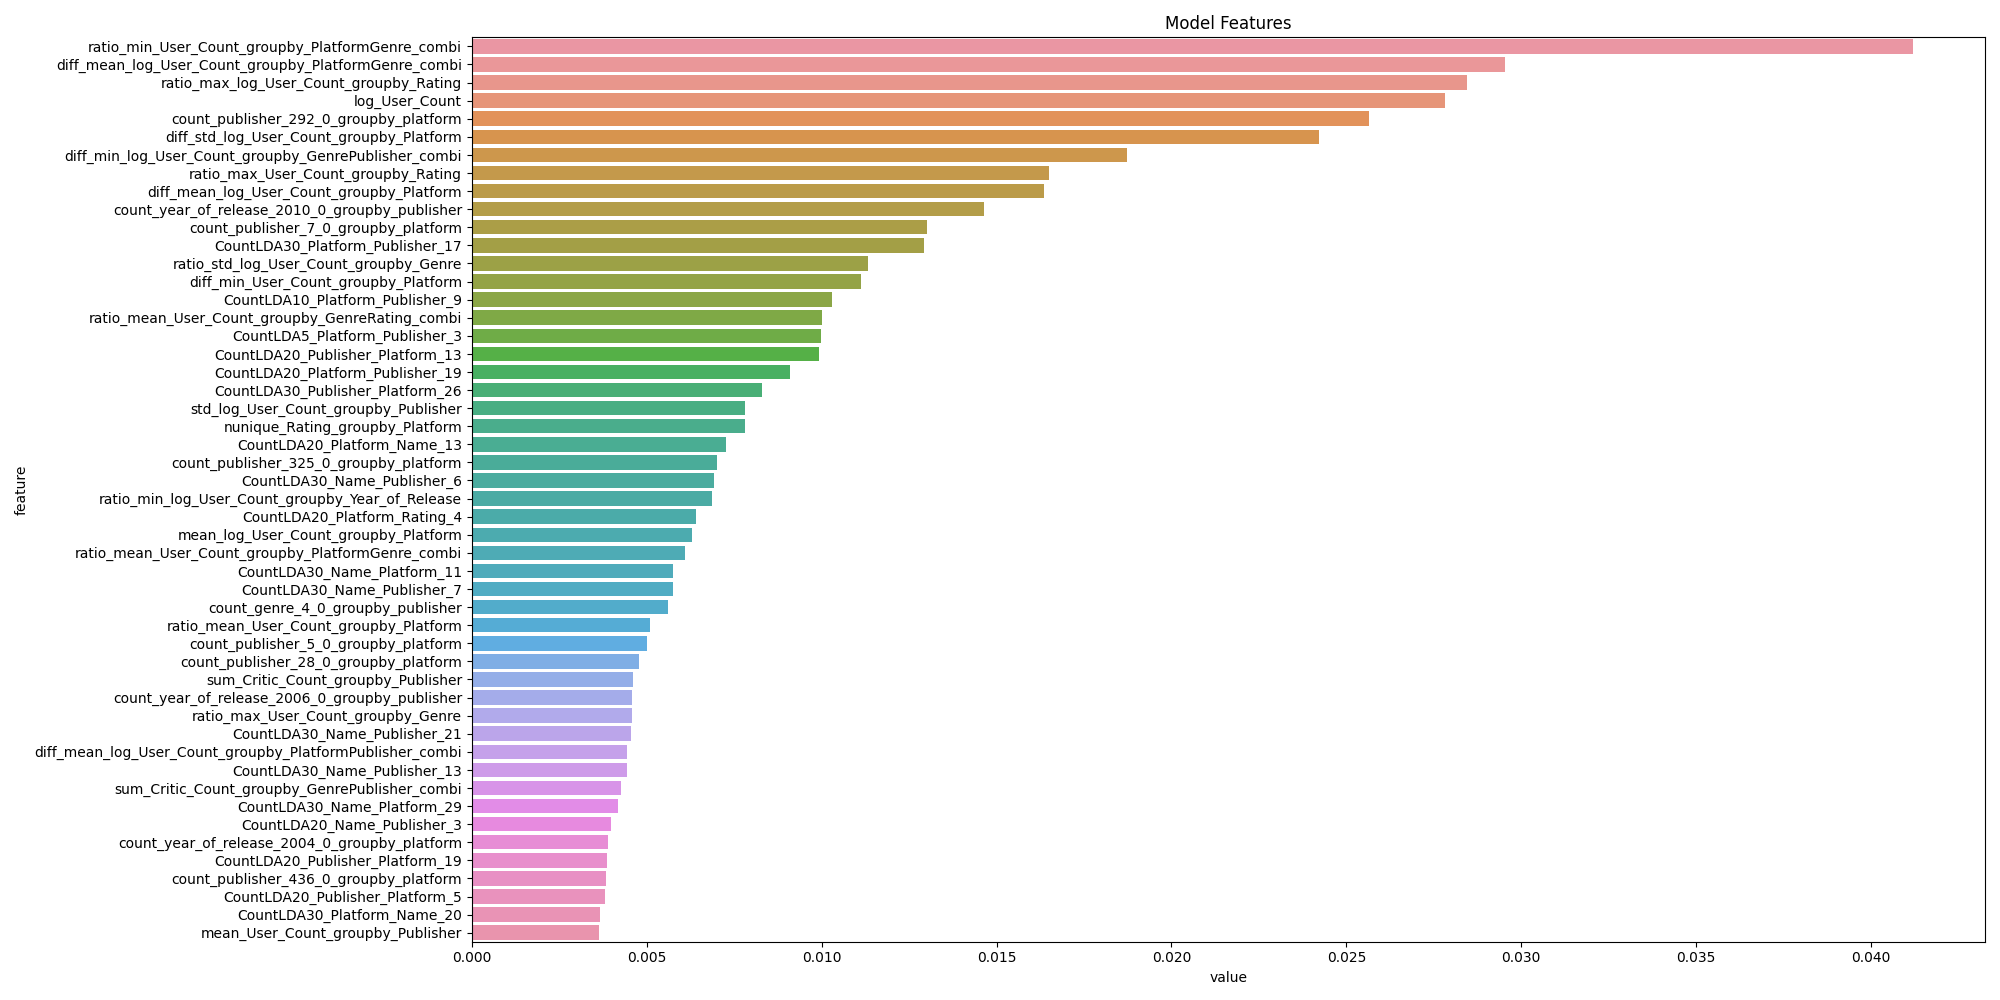 Model Features
ratio_min_User_Count_groupby_PlatformGenre_combi
diff_mean_log_User_Count_groupby_PlatformGenre_combi
ratio_max_log_User_Count_groupby_Rating
log_User_Count
count_publisher_292_0_groupby_platform
diff_std_log_User_Count_groupby_Platform
diff_min_log_User_Count_groupby_GenrePublisher_combi
ratio_max_User_Count_groupby_Rating
diff_mean_log_User_Count_groupby_Platform
count_year_of_release_2010_0_groupby_publisher
count_publisher_7_0_groupby_platform
CountLDA30_Platform_Publisher_17
ratio_std_log_User_Count_groupby_Genre
diff_min_User_Count_groupby_Platform
CountLDA10_Platform_Publisher_9
ratio_mean_User_Count_groupby_GenreRating_combi
CountLDA5_Platform_Publisher_3
CountLDA20_Publisher_Platform_13
CountLDA20_Platform_Publisher_19
CountLDA30_Publisher_Platform_26
std_log_User_Count_groupby_Publisher
nunique_Rating_groupby_Platform
CountLDA20_Platform_Name_13
count_publisher_325_0_groupby_platform
CountLDA30_Name_Publisher_6
ratio_min_log_User_Count_groupby_Year_of_Release
CountLDA20_Platform_Rating_4
mean_log_User_Count_groupby_Platform
ratio_mean_User_Count_groupby_PlatformGenre_combi
CountLDA30_Name_Platform_11
CountLDA30_Name_Publisher_7
count_genre_4_0_groupby_publisher
ratio_mean_User_Count_groupby_Platform
count_publisher_5_0_groupby_platform
count_publisher_28_0_groupby_platform
sum_Critic_Count_groupby_Publisher
count_year_of_release_2006_0_groupby_publisher
ratio_max_User_Count_groupby_Genre
CountLDA30_Name_Publisher_21
diff_mean_log_User_Count_groupby_PlatformPublisher_combi
CountLDA30_Name_Publisher_13
sum_Critic_Count_groupby_GenrePublisher_combi
CountLDA30_Name_Platform_29
CountLDA20_Name_Publisher_3
count_year_of_release_2004_0_groupby_platform
CountLDA20_Publisher_Platform_19
count_publisher_436_0_groupby_platform
CountLDA20_Publisher_Platform_5
CountLDA30_Platform_Name_20
mean_User_Count_groupby_Publisher
feature
0.000 0.005 0.010 0.015 0.020 0.025 0.030 0.035 0.040
value